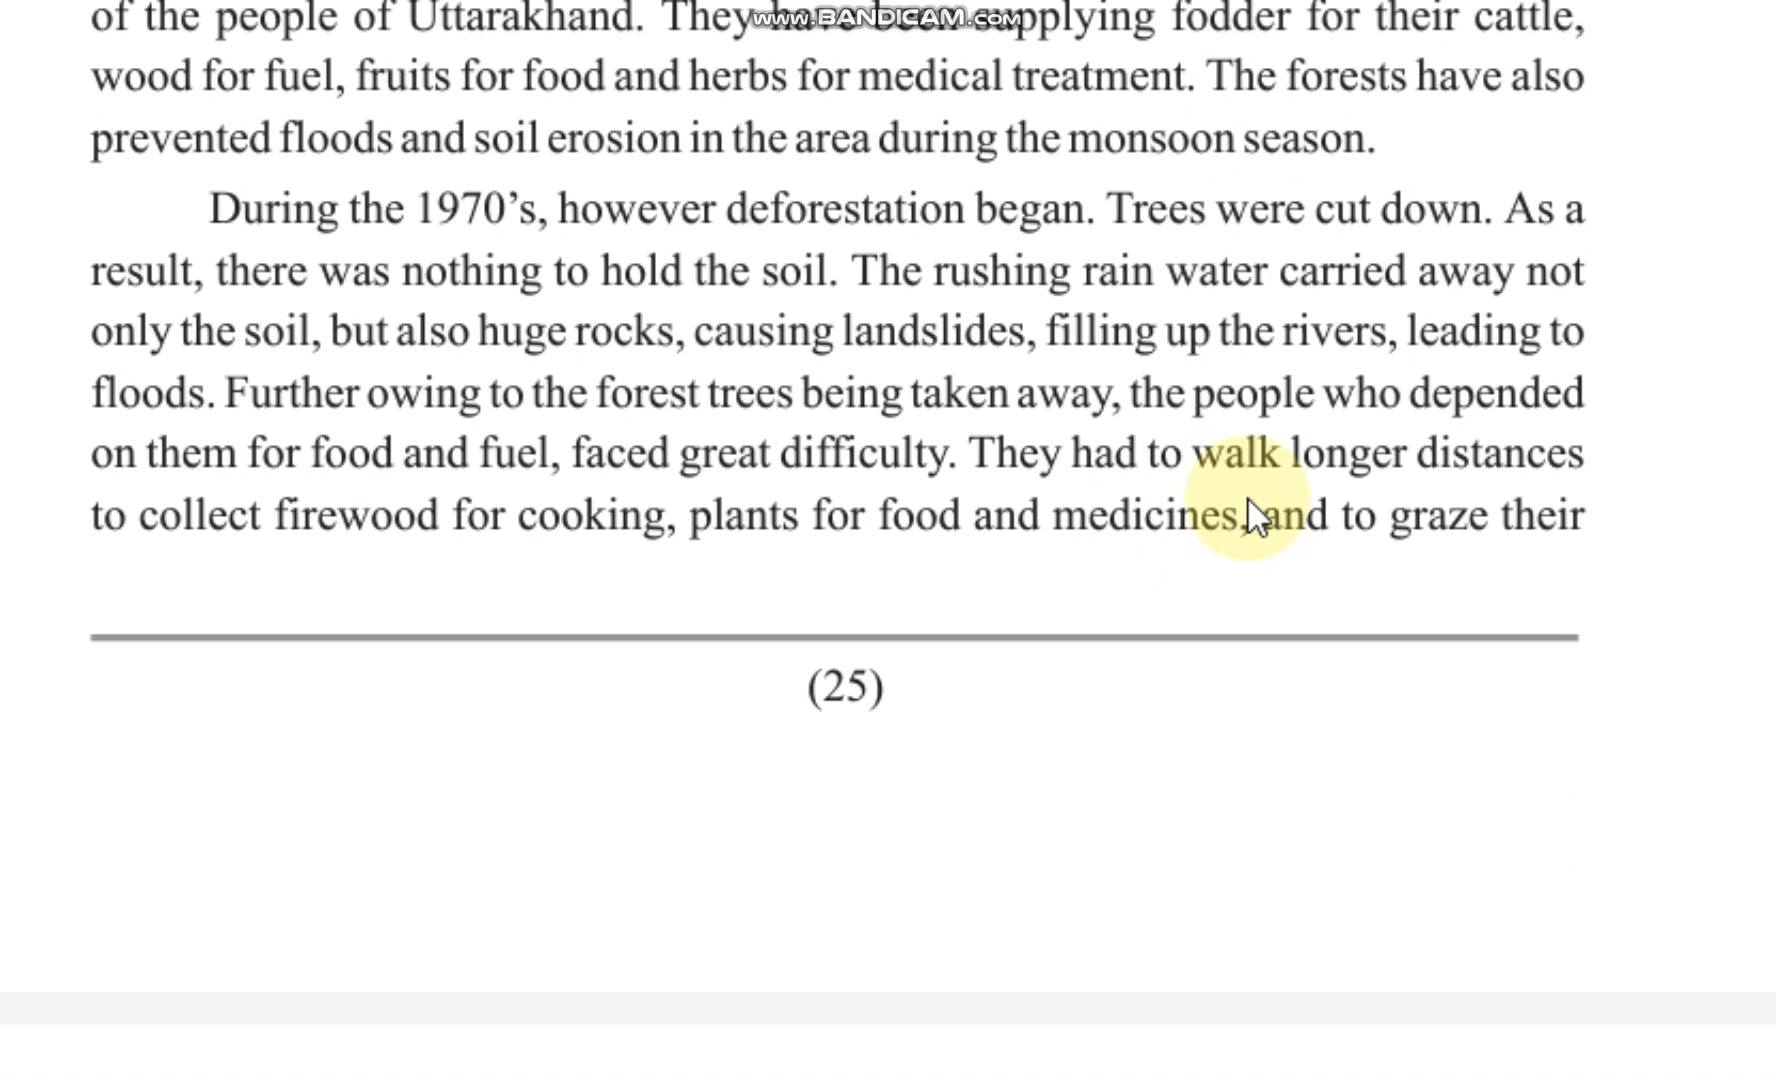 of the people of Uttarakhand. They have been supplying fodder for their cattle,
www.BANDICAM.com
wood for fuel, fruits for food and herbs for medical treatment. The forests have also
prevented floods and soil erosion in the area during the monsoon season.
During the 1970’s, however deforestation began. Trees were cut down. As a
result, there was nothing to hold the soil. The rushing rain water carried away not
only the soil, but also huge rocks, causing landslides, filling up the rivers, leading to
floods. Further owing to the forest trees being taken away, the people who depended
on them for food and fuel, faced great difficulty. They had to walk longer distances
to collect firewood for cooking, plants for food and medicines, and to graze their
(25)